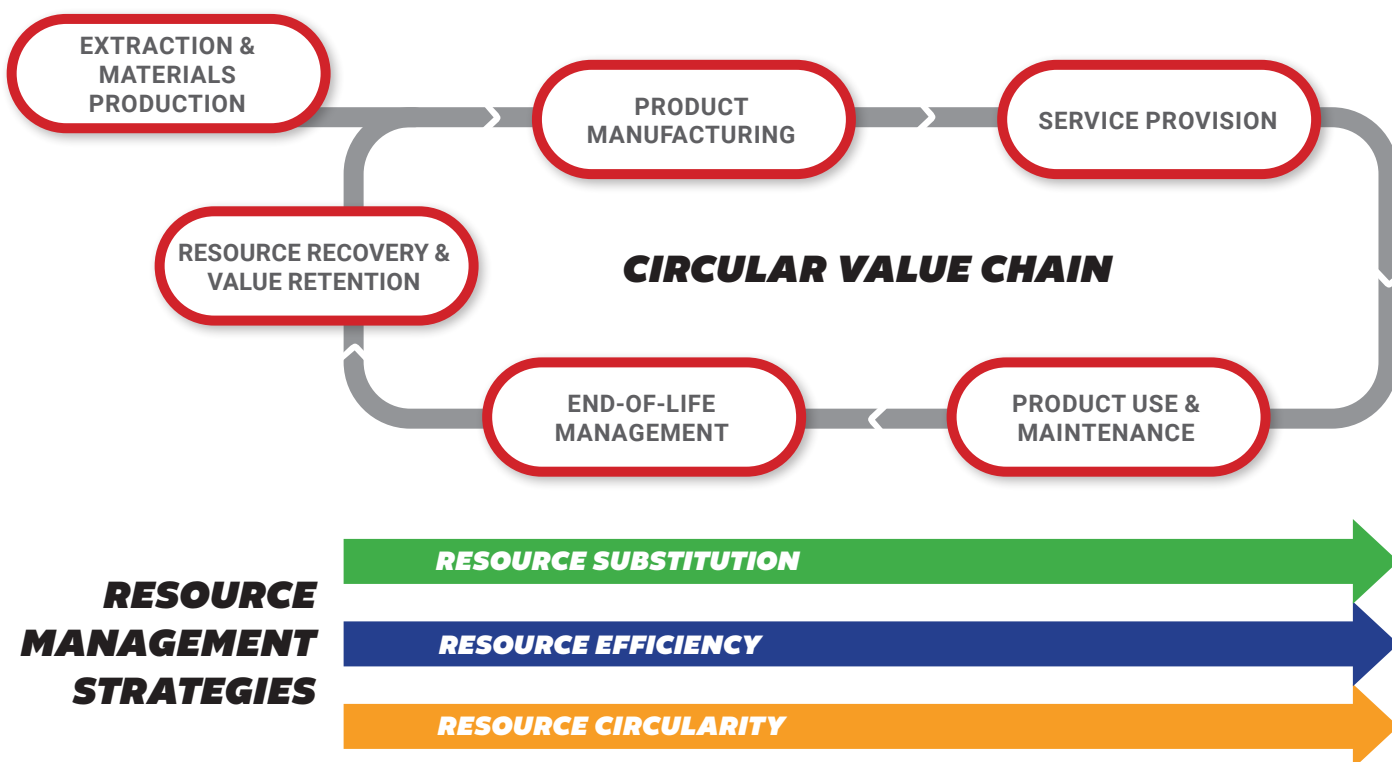 EXTRACTION &
MATERIALS
PRODUCTION
PRODUCT
MANUFACTURING
SERVICE PROVISION
RESOURCE RECOVERY &
VALUE RETENTION
CIRCULAR VALUE CHAIN
END-OF-LIFE
MANAGEMENT
PRODUCT USE &
MAINTENANCE
RESOURCE
MANAGEMENT
STRATEGIES
RESOURCE SUBSTITUTION
RESOURCE EFFICIENCY
RESOURCE CIRCULARITY